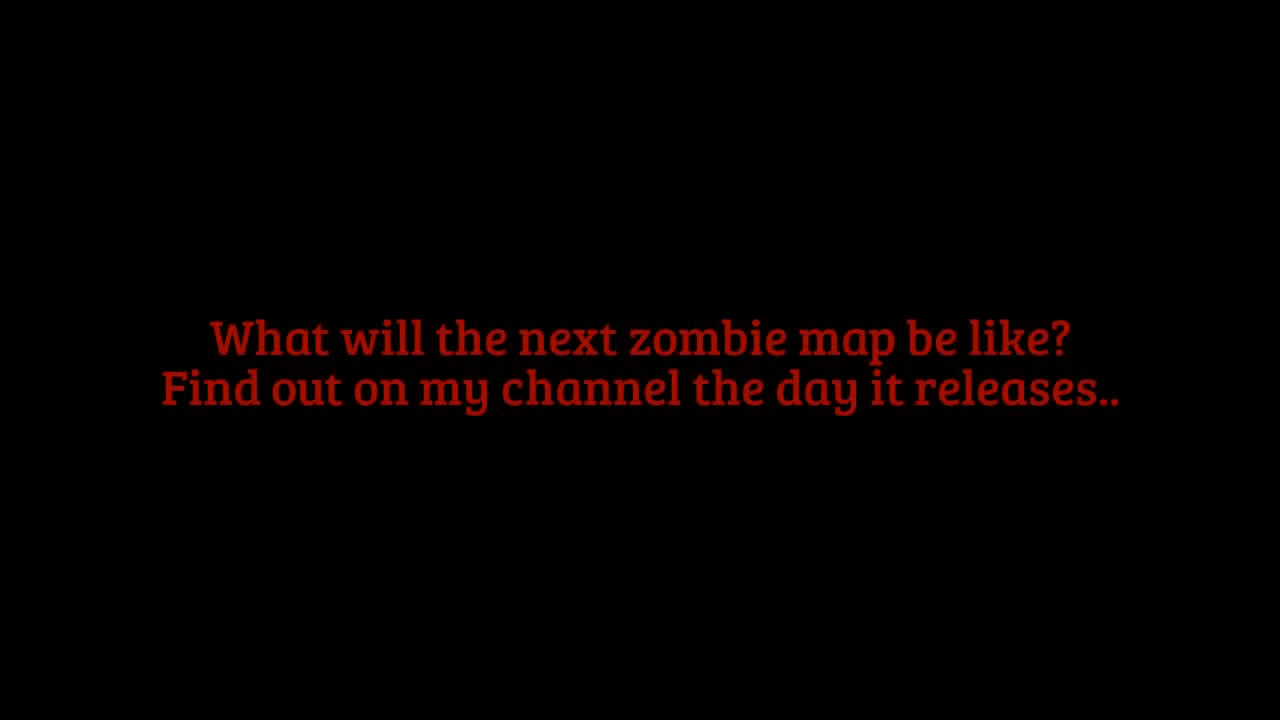 What will the next zombie map be like?
Find out on my channel the day it releases..